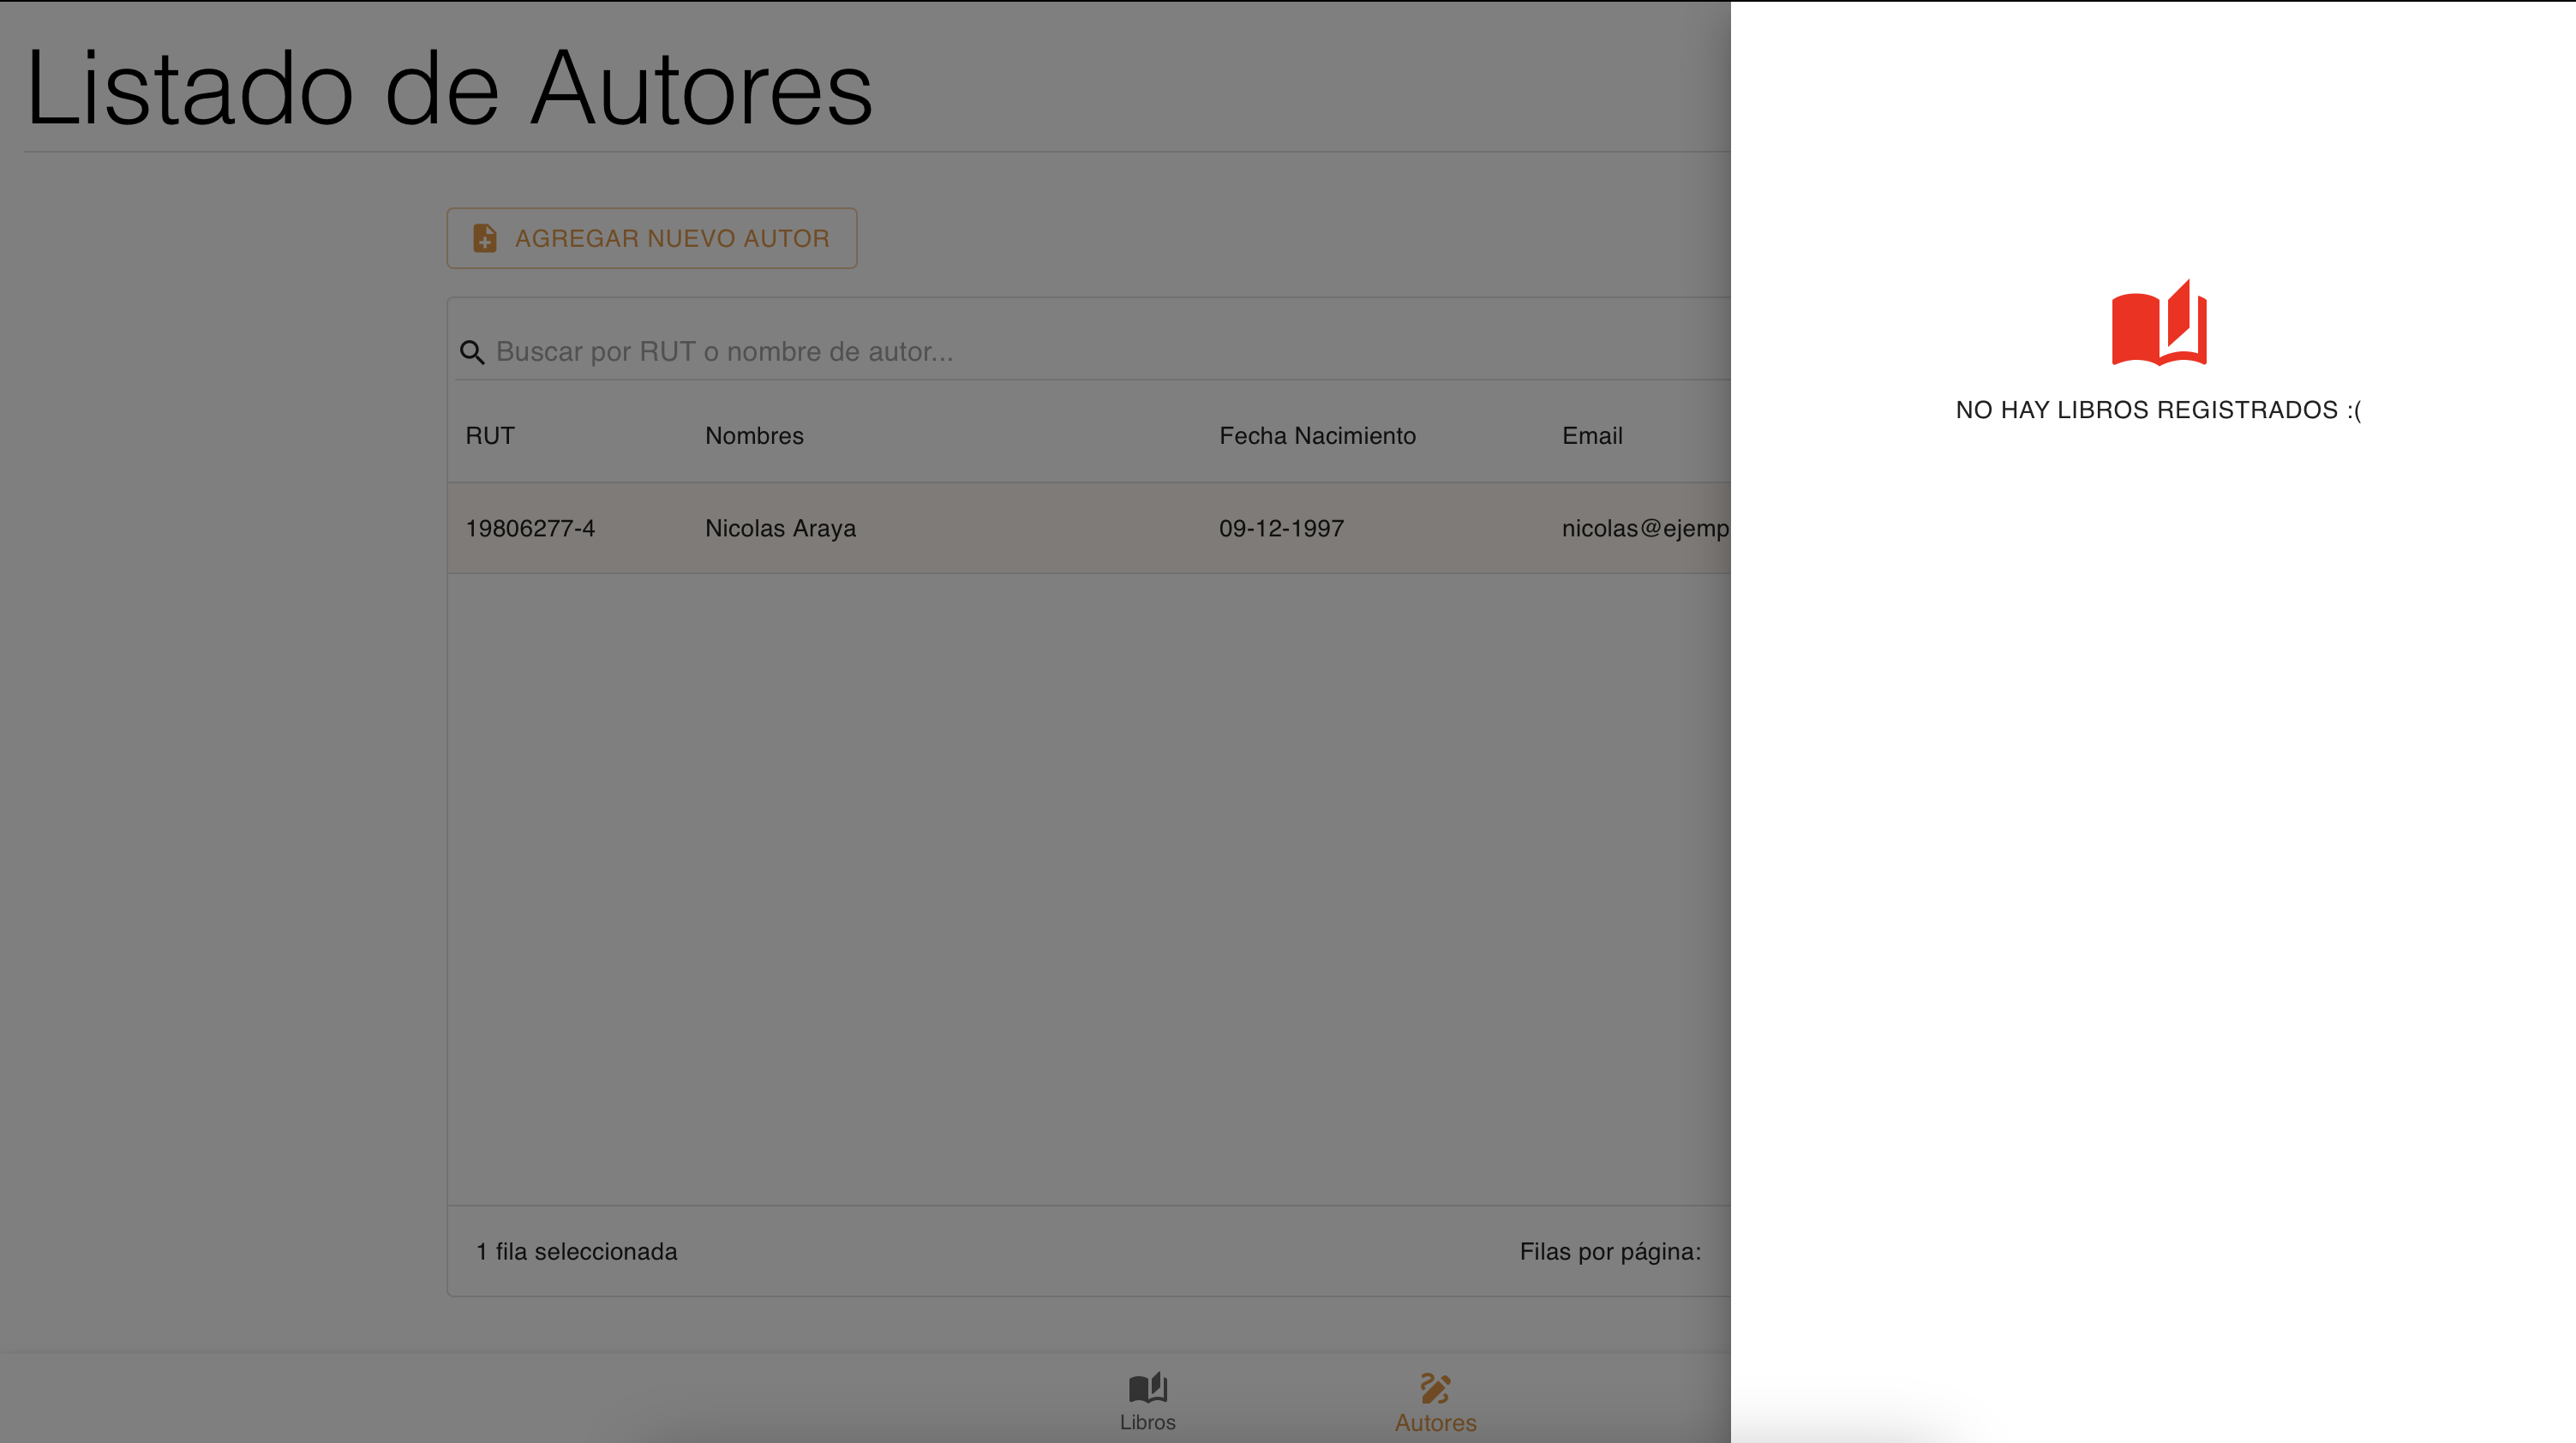 Listado de Autores
AGREGAR NUEVO AUTOR
Buscar por RUT o nombre de autor...
RUT Nombres Fecha Nacimiento Email
19806277-4 Nicolas Araya 09-12-1997 nicolas@ejemp
1 fila seleccionada Filas por página:
Libros Autores
NO HAY LIBROS REGISTRADOS :(